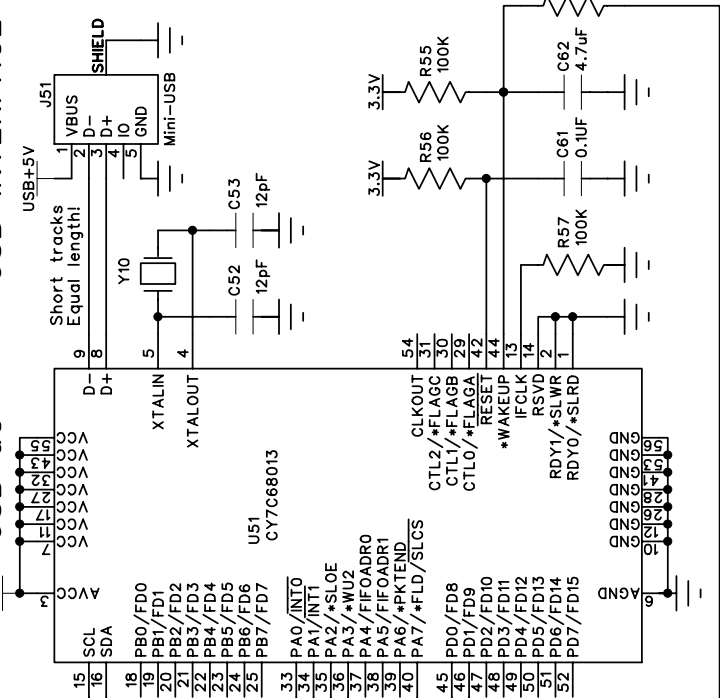 SHIELD
J51
VBUS
D-
D+
IO
GND
Mini-USB
1
2
3
4
5
USB+5V
Short tracks
Equal length!
Y10
C53
12pF
C52
12pF
3.3V
R55
100K
C62
4.7uF
3.3V
R56
100K
C61
0.1UF
R57
100K
9
8
5
4
54
31
30
29
42
44
13
14
2
1
D-
D+
XTALIN
XTALOUT
CLKOUT
CTL2/*FLAGC
CTL1/*FLAGB
CTL0/*FLAGA
RESET
*WAKEUP
IFCLK
RSVD
RDY1/*SLWR
RDY0/*SLRD
55 VCC
43 VCC
32 VCC
27 VCC
17 VCC
11 VCC
7 VCC
3 AVCC
GND 56
GND 53
GND 41
GND 28
GND 26
GND 12
GND 10
AGND 6
U51
CY7C68013
SCL
SDA
PB0/FD0
PB1/FD1
PB2/FD2
PB3/FD3
PB4/FD4
PB5/FD5
PB6/FD6
PB7/FD7
PA0/INT0
PA1/INT1
PA2/*SLOE
PA3/*WU2
PA4/FIFOADR0
PA5/FIFOADR1
PA6/*PKTEND
PA7/*FLD/SLCS
PD0/FD8
PD1/FD9
PD2/FD10
PD3/FD11
PD4/FD12
PD5/FD13
PD6/FD14
PD7/FD15
15
16
18
19
20
21
22
23
24
25
33
34
35
36
37
38
39
40
45
46
47
48
49
50
51
52